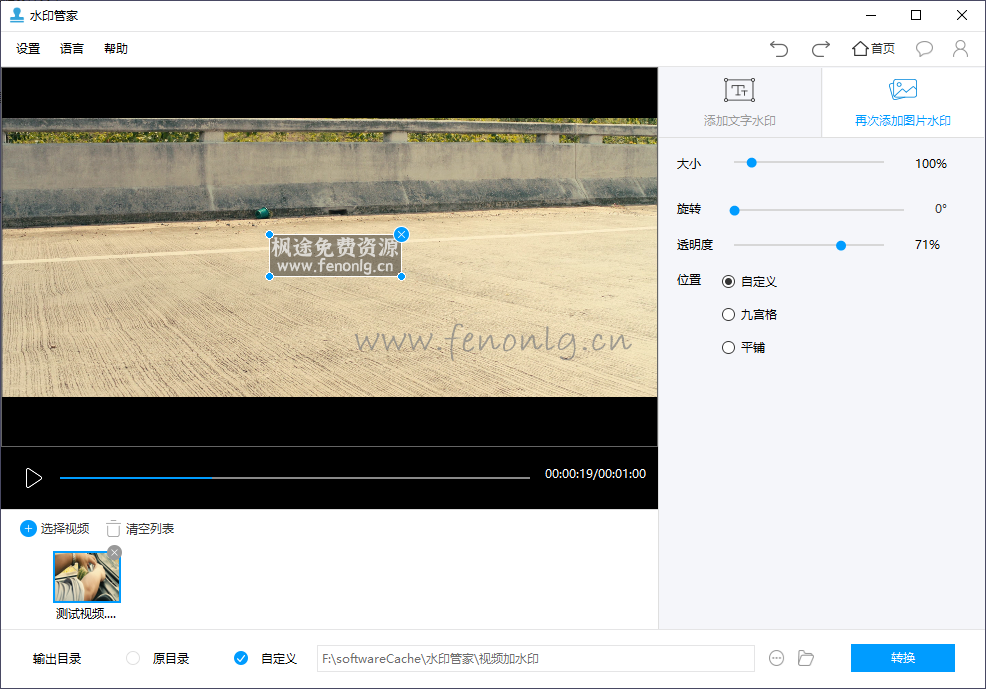 水印管家
设置 语言 帮助 首页
添加文字水印 再次添加图片水印
大小 100%
旋转 0°
透明度 71%
位置 自定义
九宫格
平铺
枫途免费资源
www.fenonlg.cn
www.fenonlg.cn
00:00:19/00:01:00
选择视频 清空列表
测试视频....
输出目录 原目录 自定义 F:\softwareCache\水印管家\视频加水印 转换